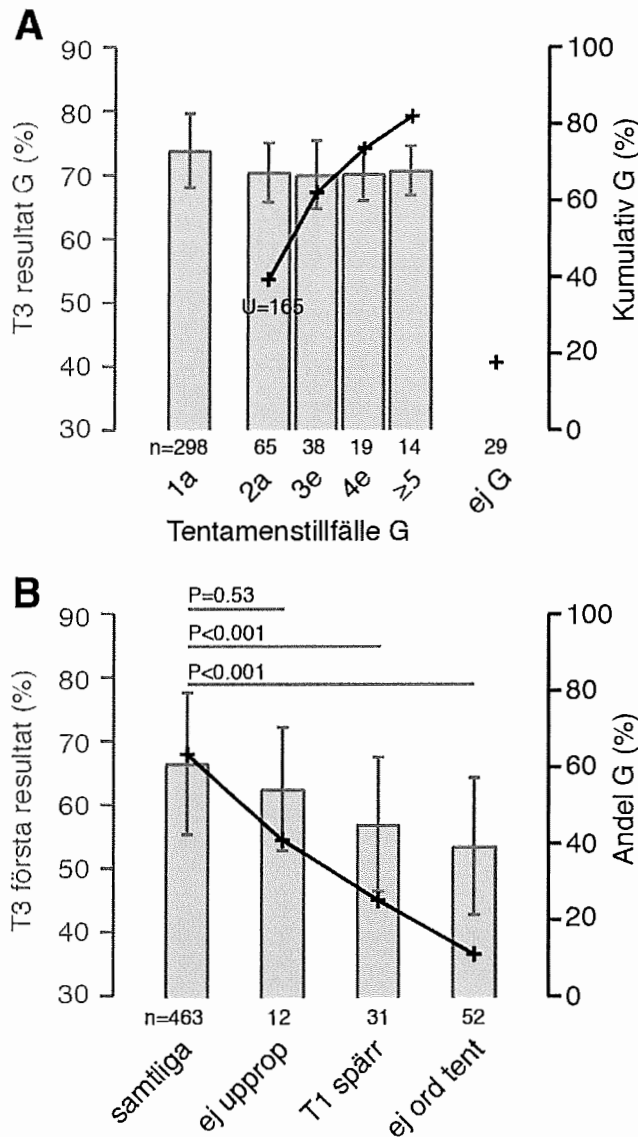 A
T3 resultat G (%)
90
80
70
60
50
40
30
Kumulativ G (%)
100
80
60
40
20
0
U=165
n=298 65 38 19 14 29
1a 2a 3e 4e ≥5 ej G
Tentamenstillfälle G
B
P=0.53
P<0.001
P<0.001
T3 första resultat (%)
90
80
70
60
50
40
30
Andel G (%)
100
80
60
40
20
0
n=463 12 31 52
samtliga ej upprop T1 spärr ej ord tent